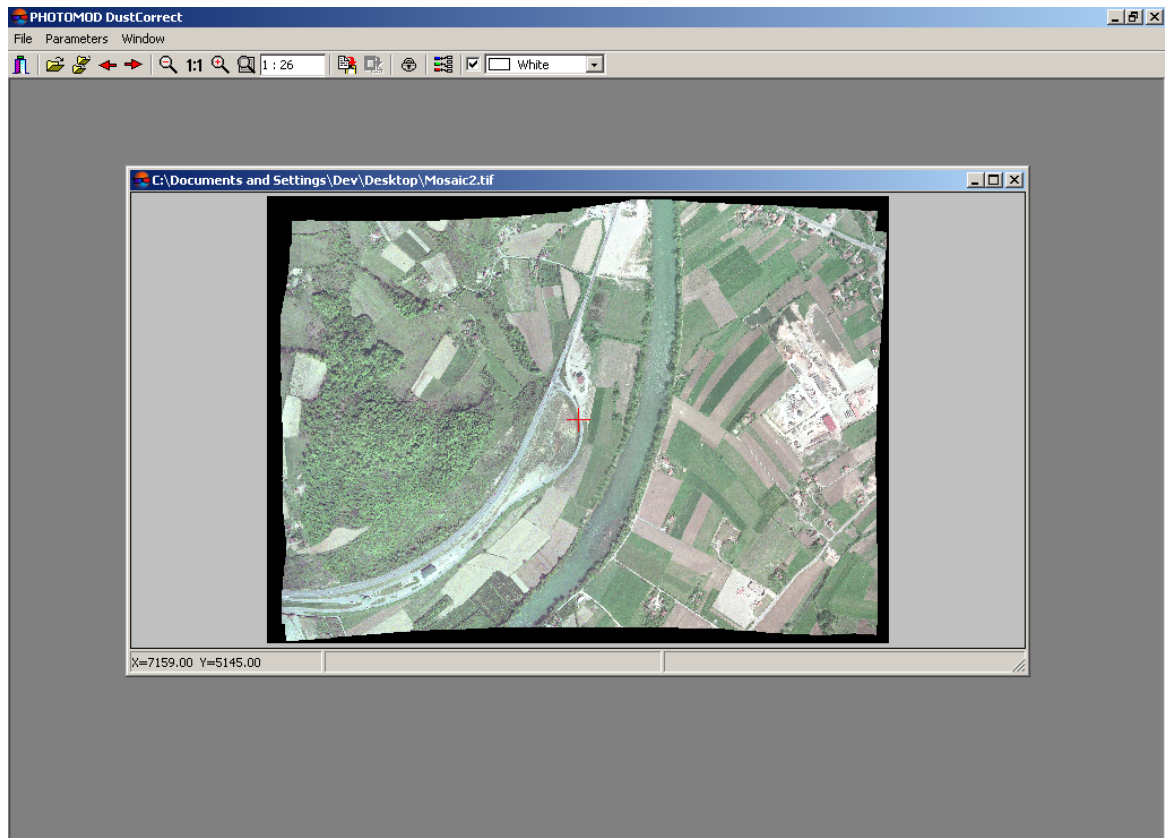 PHOTOMOD DustCorrect
File Parameters Window
1:1 1 : 26 White
C:\Documents and Settings\Dev\Desktop\Mosaic2.tif
X=7159.00 Y=5145.00